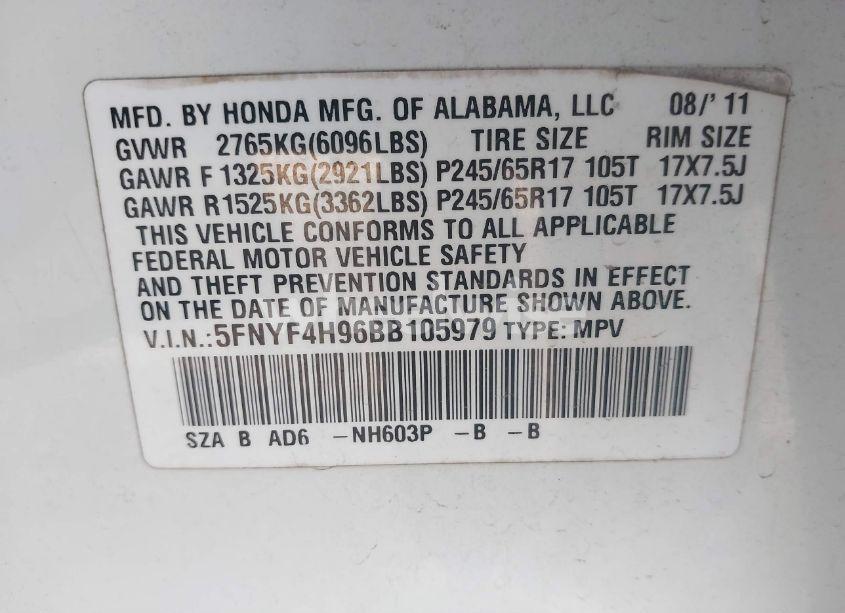 MFD. BY HONDA MFG. OF ALABAMA, LLC 08/'11
GVWR 2765KG(6096LBS) TIRE SIZE RIM SIZE
GAWR F 1325KG(2921LBS) P245/65R17 105T 17X7.5J
GAWR R1525KG(3362LBS) P245/65R17 105T 17X7.5J
THIS VEHICLE CONFORMS TO ALL APPLICABLE
FEDERAL MOTOR VEHICLE SAFETY
AND THEFT PREVENTION STANDARDS IN EFFECT
ON THE DATE OF MANUFACTURE SHOWN ABOVE.
V.I.N.:5FNYF4H96BB105979 TYPE: MPV
SZA B AD6 -NH603P -B -B